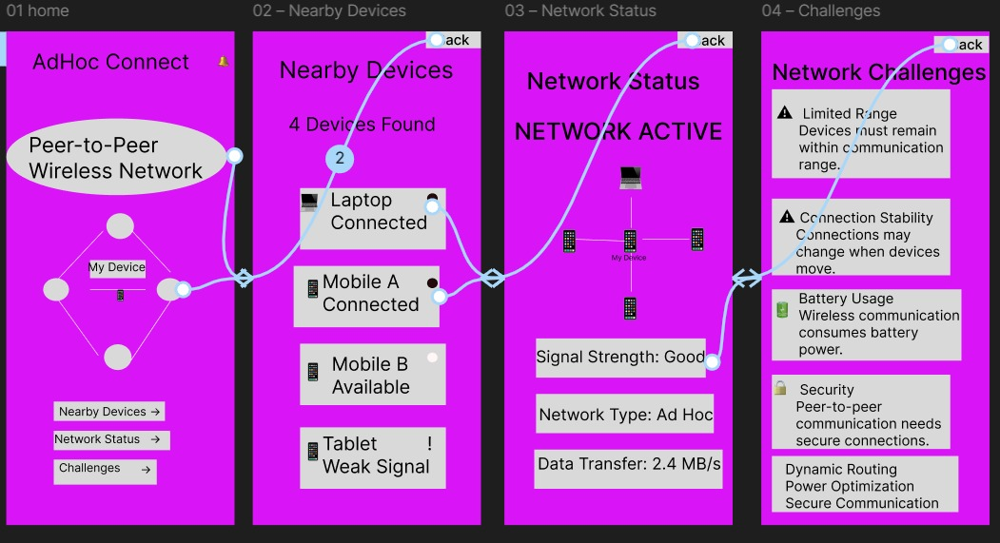 01 home
AdHoc Connect
Peer-to-Peer
Wireless Network
My Device
Nearby Devices →
Network Status →
Challenges →
02 – Nearby Devices
ack
Nearby Devices
4 Devices Found
2
Laptop
Connected
Mobile A
Connected
Mobile B
Available
Tablet !
Weak Signal
03 – Network Status
ack
Network Status
NETWORK ACTIVE
My Device
Signal Strength: Good
Network Type: Ad Hoc
Data Transfer: 2.4 MB/s
04 – Challenges
ack
Network Challenges
Limited Range
Devices must remain
within communication
range.
Connection Stability
Connections may
change when devices
move.
Battery Usage
Wireless communication
consumes battery
power.
Security
Peer-to-peer
communication needs
secure connections.
Dynamic Routing
Power Optimization
Secure Communication